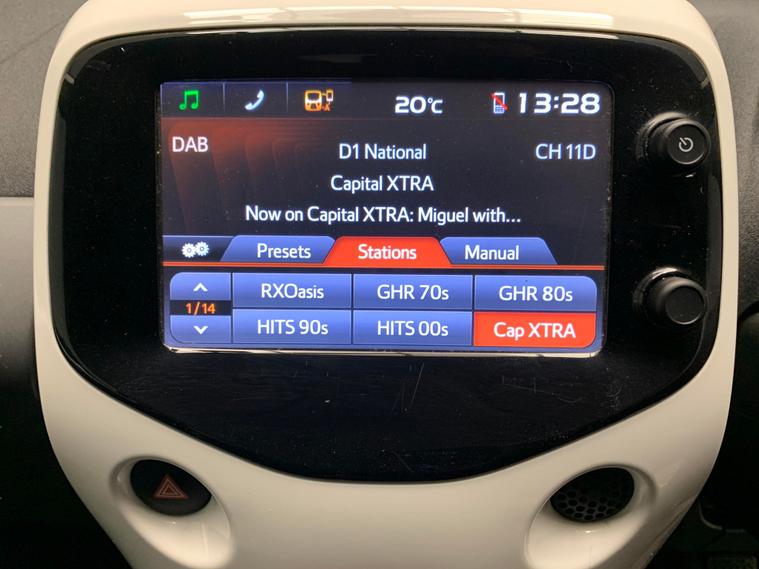 20°C 13:28
DAB D1 National CH 11D
Capital XTRA
Now on Capital XTRA: Miguel with...
Presets Stations Manual
RXOasis GHR 70s GHR 80s
1/14
HITS 90s HITS 00s Cap XTRA